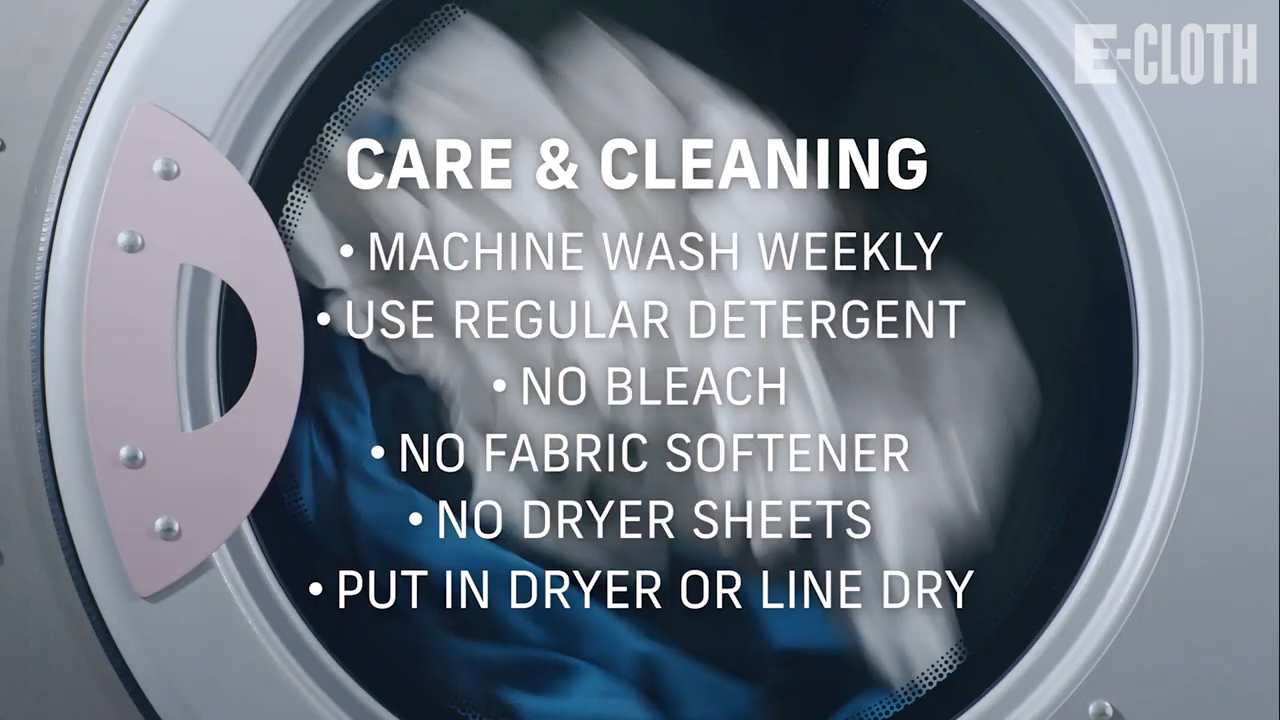 E-CLOTH
CARE & CLEANING
• MACHINE WASH WEEKLY
• USE REGULAR DETERGENT
• NO BLEACH
• NO FABRIC SOFTENER
• NO DRYER SHEETS
• PUT IN DRYER OR LINE DRY